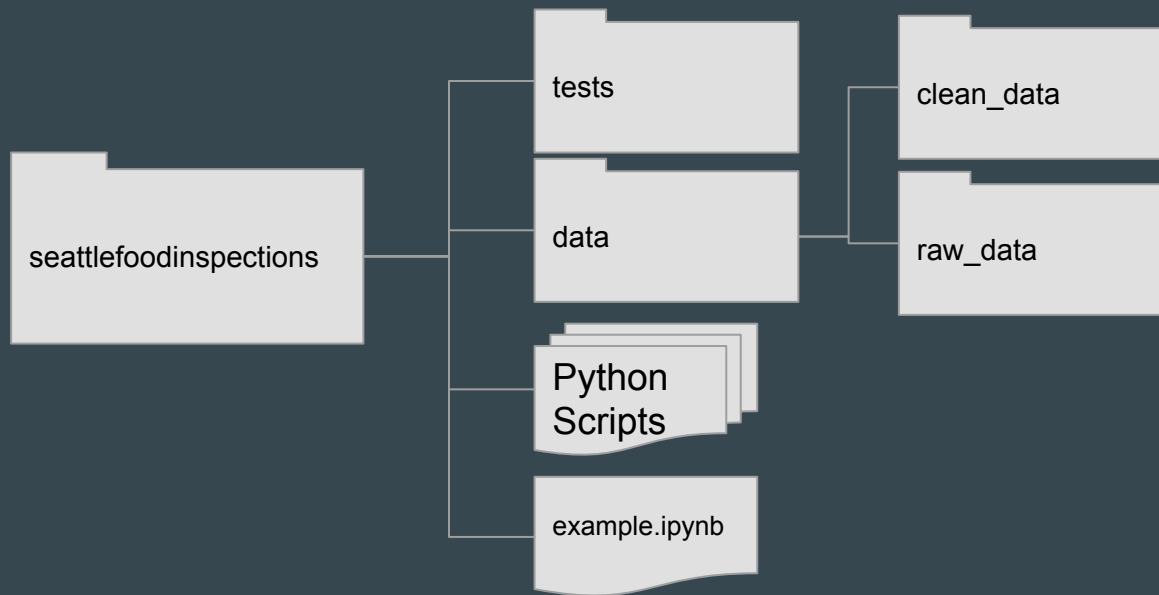 tests
clean_data
seattlefoodinspections
data
raw_data
Python
Scripts
example.ipynb